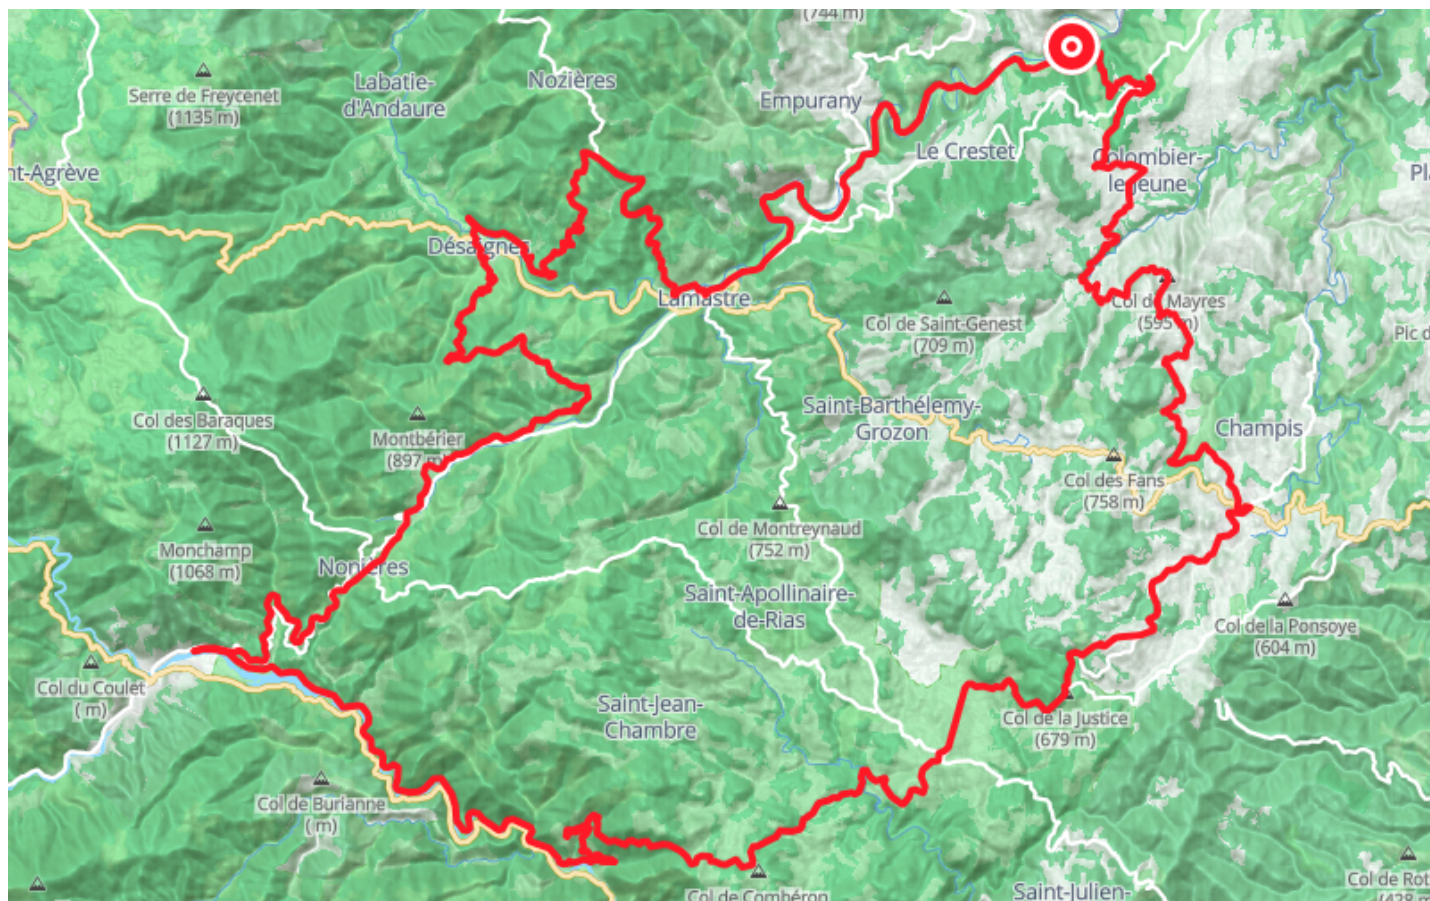 (744 m)
Serre de Freycenet
(1135 m)
Labatie-
d'Andaure
Nozières
Empurany
Le Crestet
Colombier-
le-jeune
nt-Agrève
Pl
Désaignes
Lamastre
Col de Mayres
(595 m)
Col de Saint-Genest
(709 m)
Pic d
Col des Baraques
(1127 m)
Montbérier
(897 m)
Saint-Barthélemy-
Grozon
Champis
Col des Fans
(758 m)
Col de Montreynaud
(752 m)
Monchamp
(1068 m)
Nonières
Saint-Apollinaire-
de-Rias
Col de la Ponsoye
(604 m)
Col du Coulet
( m)
Saint-Jean-
Chambre
Col de la Justice
(679 m)
Col de Burianne
( m)
Col de Combéron
Saint-Julien-
Col de Rot
(428 m